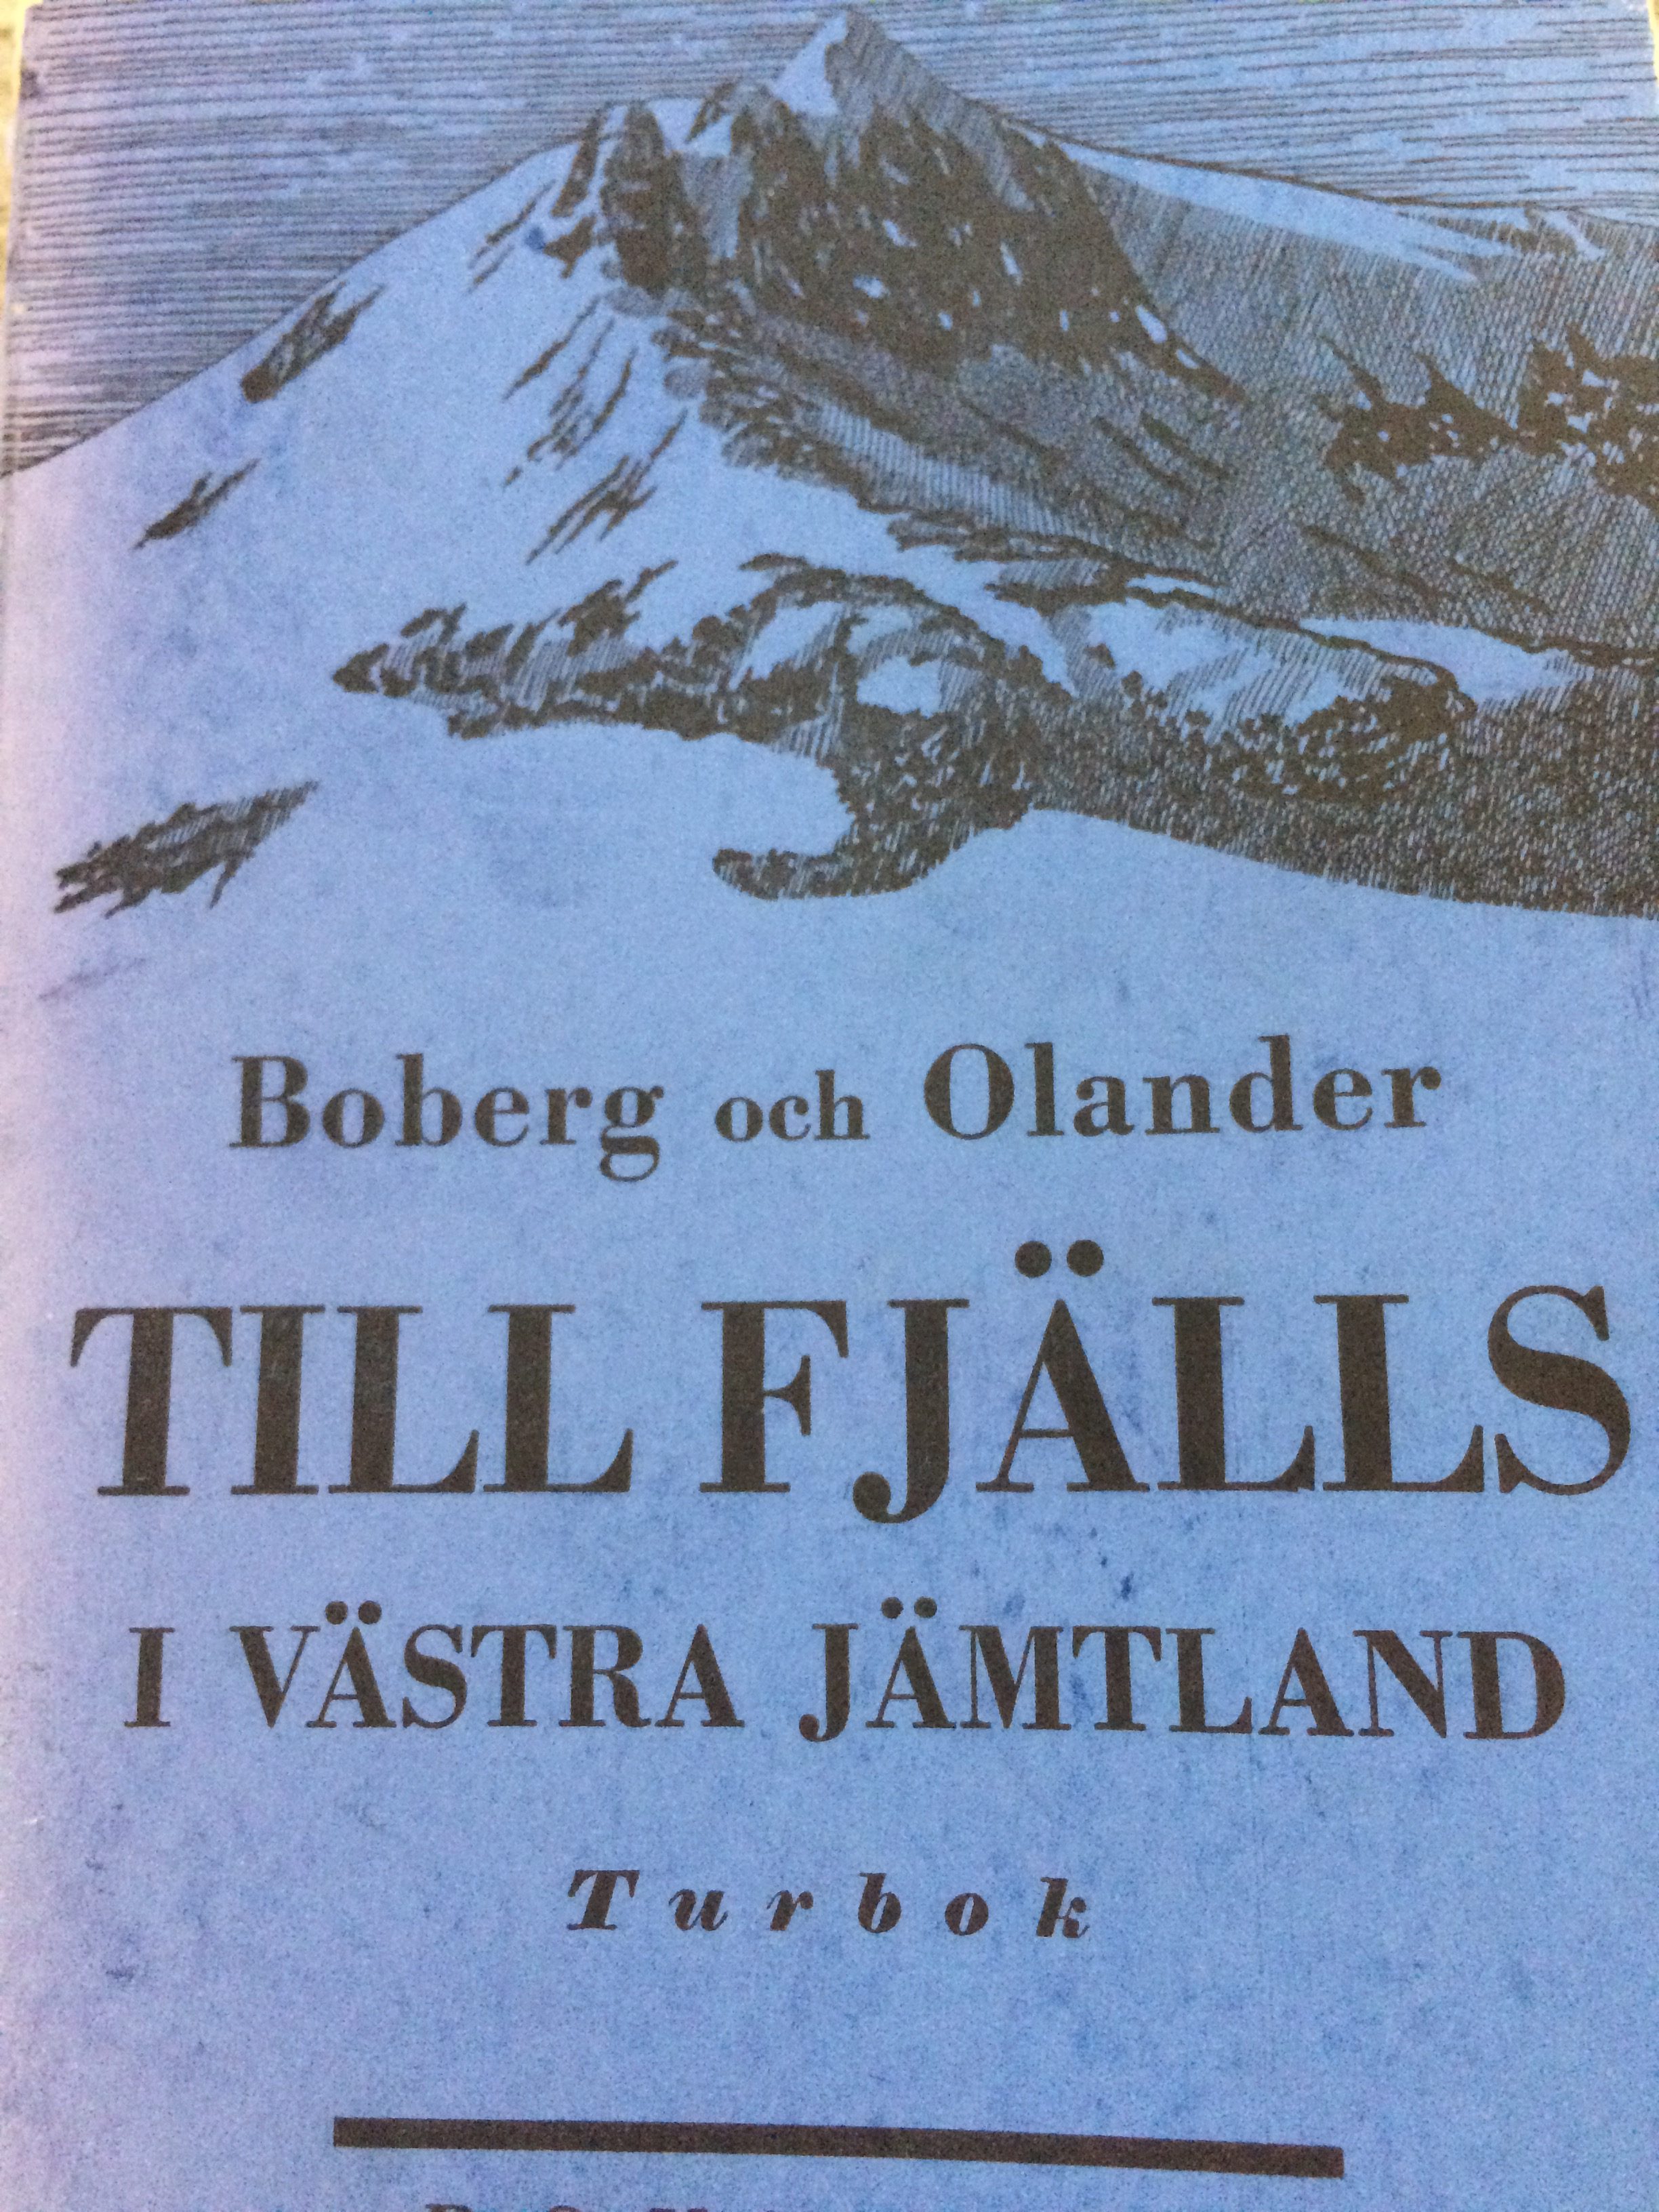 Boberg och Olander
TILL FJÄLLS
I VÄSTRA JÄMTLAND
Turbok